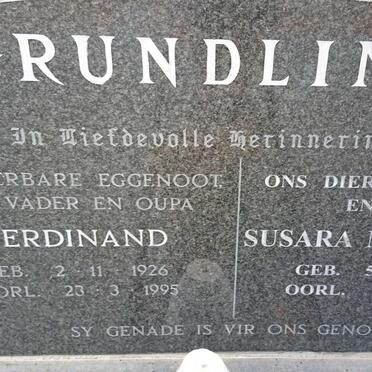 RUNDLIN
In Liefdevolle Herinnerin
ERBARE EGGENOOT,
VADER EN OUPA
ERDINAND
EB. 2-11-1926
ORL. 23-3-1995
ONS DIER
EN
SUSARA
GEB. 5
OORL.
SY GENADE IS VIR ONS GENO